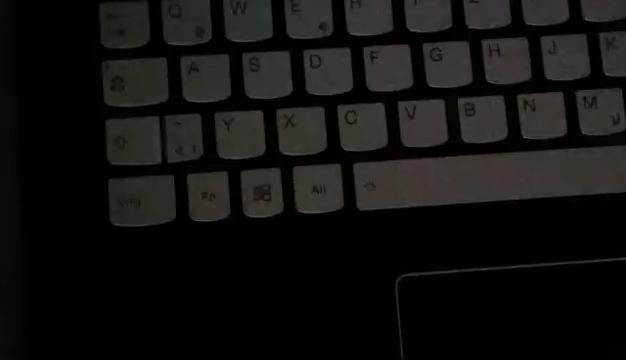 Q W E R T Z
A S D F G H J K
Y X C V B N M
Strg Fn Alt